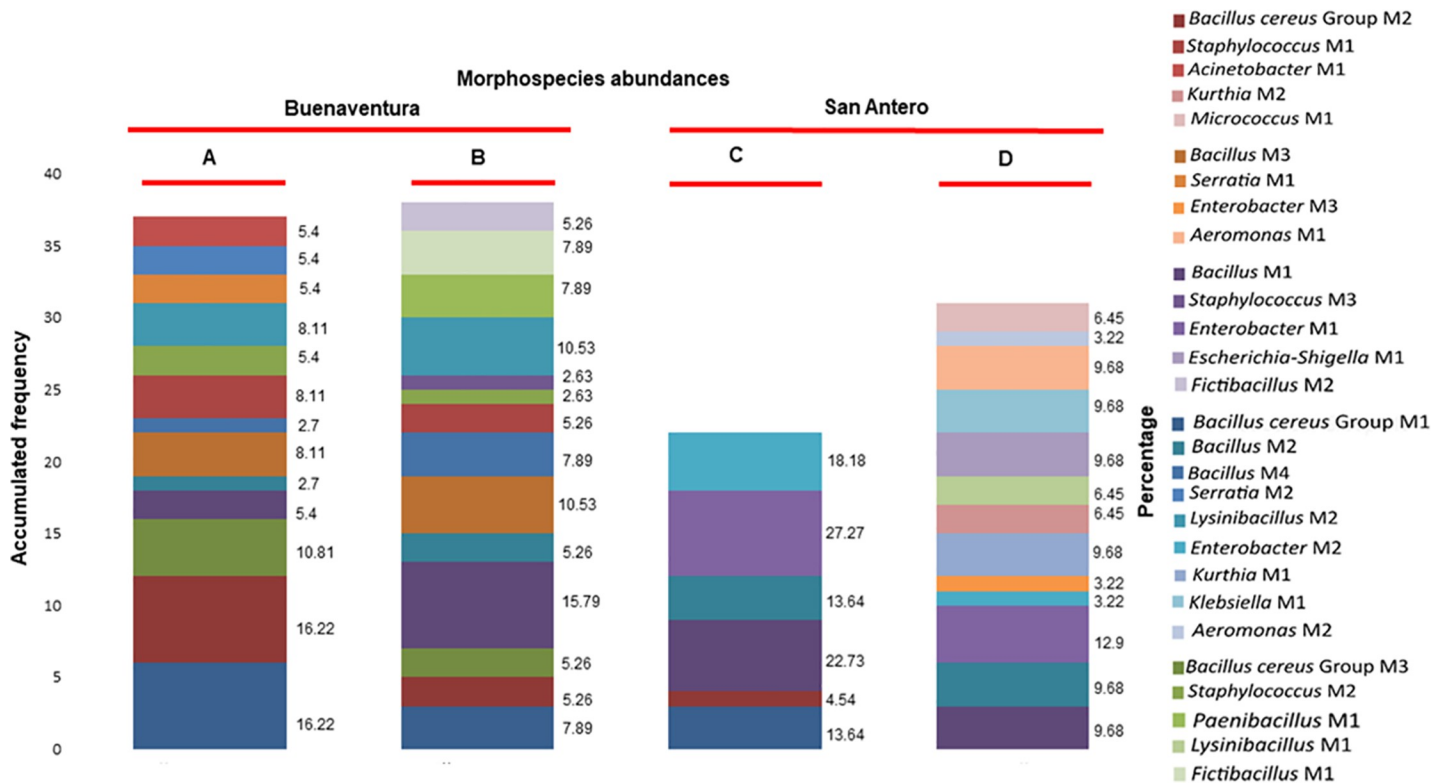 Morphospecies abundances
Buenaventura
San Antero
A
B
C
D
Accumulated frequency
40
35
30
25
20
15
10
5
0
5.4
5.4
5.4
8.11
5.4
8.11
2.7
8.11
2.7
5.4
10.81
16.22
16.22
5.26
7.89
7.89
10.53
2.63
2.63
5.26
7.89
10.53
5.26
15.79
5.26
5.26
7.89
18.18
27.27
13.64
22.73
4.54
13.64
6.45
3.22
9.68
9.68
9.68
6.45
6.45
9.68
3.22
3.22
12.9
9.68
9.68
Percentage
Bacillus cereus Group M2
Staphylococcus M1
Acinetobacter M1
Kurthia M2
Micrococcus M1
Bacillus M3
Serratia M1
Enterobacter M3
Aeromonas M1
Bacillus M1
Staphylococcus M3
Enterobacter M1
Escherichia-Shigella M1
Fictibacillus M2
Bacillus cereus Group M1
Bacillus M2
Bacillus M4
Serratia M2
Lysinibacillus M2
Enterobacter M2
Kurthia M1
Klebsiella M1
Aeromonas M2
Bacillus cereus Group M3
Staphylococcus M2
Paenibacillus M1
Lysinibacillus M1
Fictibacillus M1